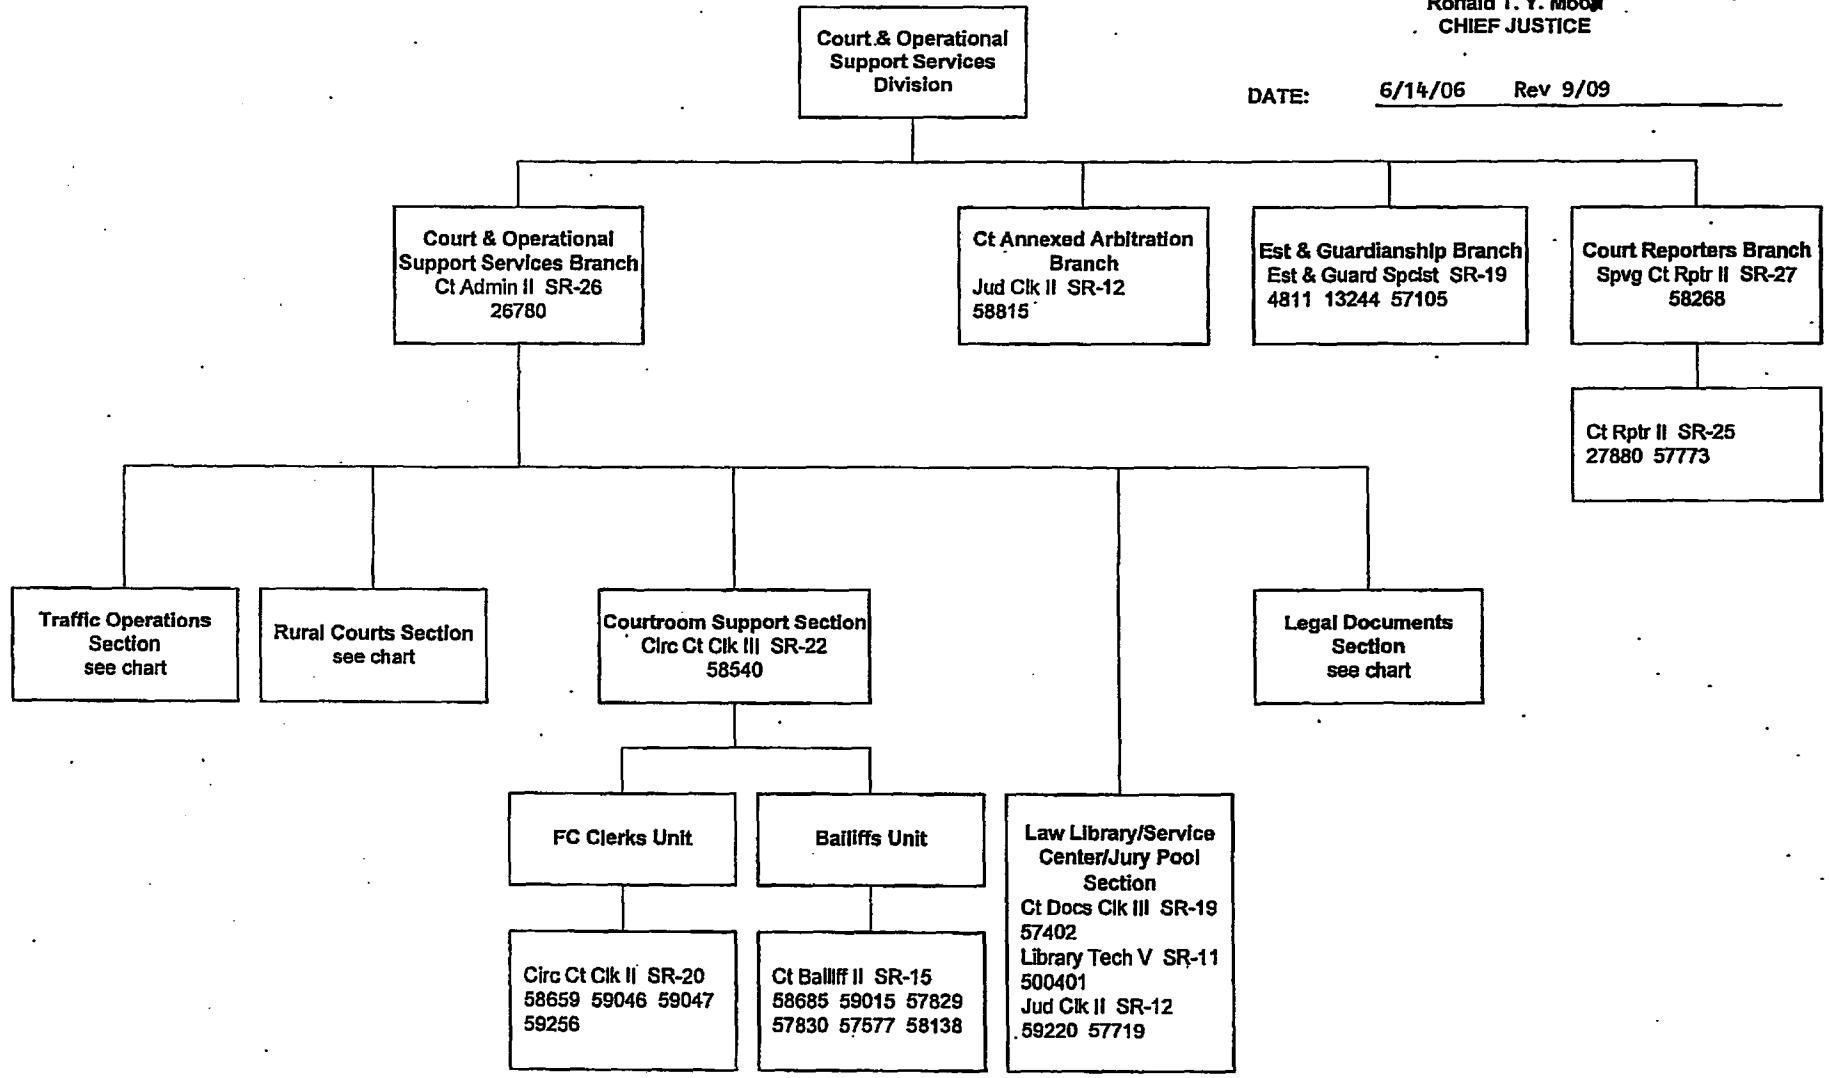 Ronald T. Y. Moon
CHIEF JUSTICE
DATE: 6/14/06 Rev 9/09
Court & Operational
Support Services
Division
Court & Operational
Support Services Branch
Ct Admin II SR-26
26780
Ct Annexed Arbitration
Branch
Jud Clk II SR-12
58815
Est & Guardianship Branch
Est & Guard Spclst SR-19
4811 13244 57105
Court Reporters Branch
Spvg Ct Rptr II SR-27
58268
Ct Rptr II SR-25
27880 57773
Traffic Operations
Section
see chart
Rural Courts Section
see chart
Courtroom Support Section
Circ Ct Clk III SR-22
58540
Legal Documents
Section
see chart
FC Clerks Unit
Bailiffs Unit
Law Library/Service
Center/Jury Pool
Section
Ct Docs Clk III SR-19
57402
Library Tech V SR-11
500401
Jud Clk II SR-12
59220 57719
Circ Ct Clk II SR-20
58659 59046 59047
59256
Ct Bailiff II SR-15
58685 59015 57829
57830 57577 58138